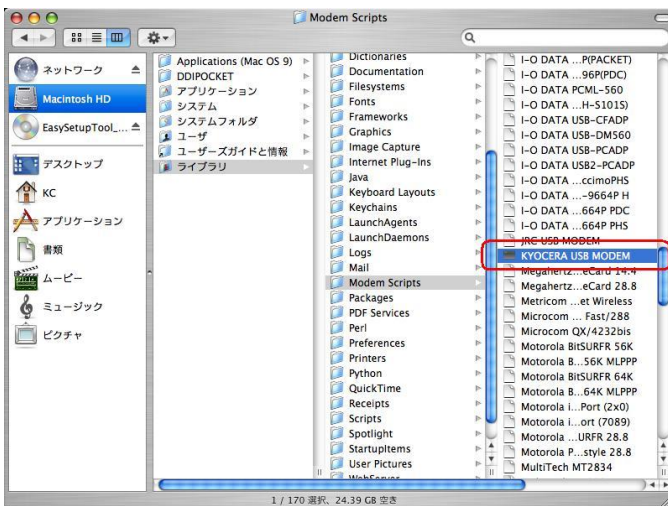 Modem Scripts
ネットワーク
Macintosh HD
EasySetupTool_...
デスクトップ
KC
アプリケーション
書類
ムービー
ミュージック
ピクチャ
Applications (Mac OS 9)
DDIPOCKET
アプリケーション
システム
システムフォルダ
ユーザ
ユーザーズガイドと情報
ライブラリ
Dictionaries
Documentation
Filesystems
Fonts
Frameworks
Graphics
Image Capture
Internet Plug-Ins
Java
Keyboard Layouts
Keychains
LaunchAgents
LaunchDaemons
Logs
Mail
Modem Scripts
Packages
PDF Services
Perl
Preferences
Printers
Python
QuickTime
Receipts
Scripts
Spotlight
StartupItems
User Pictures
WebServer
I-O DATA ...P(PACKET)
I-O DATA ...96P(PDC)
I-O DATA PCML-560
I-O DATA ...H-S101S)
I-O DATA USB-CFADP
I-O DATA USB-DM560
I-O DATA USB-PCADP
I-O DATA USB2-PCADP
I-O DATA ...ccimoPHS
I-O DATA ...-9664P H
I-O DATA ...664P PDC
I-O DATA ...664P PHS
JRC USB MODEM
KYOCERA USB MODEM
Megahertz...eCard 14.4
Megahertz...eCard 28.8
Metricom ...et Wireless
Microcom ... Fast/288
Microcom QX/4232bis
Motorola BitSURFR 56K
Motorola B...56K MLPPP
Motorola BitSURFR 64K
Motorola B...64K MLPPP
Motorola i...Port (2x0)
Motorola i...ort (7089)
Motorola ...URFR 28.8
Motorola P...style 28.8
MultiTech MT2834
1 / 170 選択、24.39 GB 空き